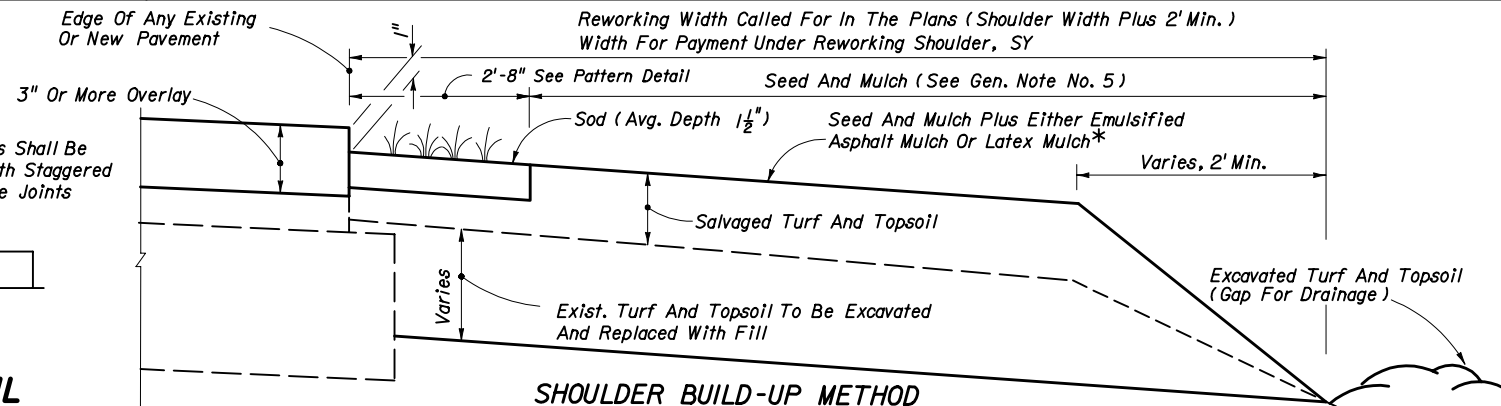 Edge Of Any Existing
Or New Pavement
1"
Reworking Width Called For In The Plans (Shoulder Width Plus 2' Min.)
Width For Payment Under Reworking Shoulder, SY
2'-8" See Pattern Detail
Seed And Mulch (See Gen. Note No. 5)
3" Or More Overlay
Sod (Avg. Depth 1 1/2")
Seed And Mulch Plus Either Emulsified
Asphalt Mulch Or Latex Mulch*
s Shall Be
th Staggered
e Joints
Varies, 2' Min.
Salvaged Turf And Topsoil
Varies
Exist. Turf And Topsoil To Be Excavated
And Replaced With Fill
Excavated Turf And Topsoil
(Gap For Drainage)
IL
SHOULDER BUILD-UP METHOD